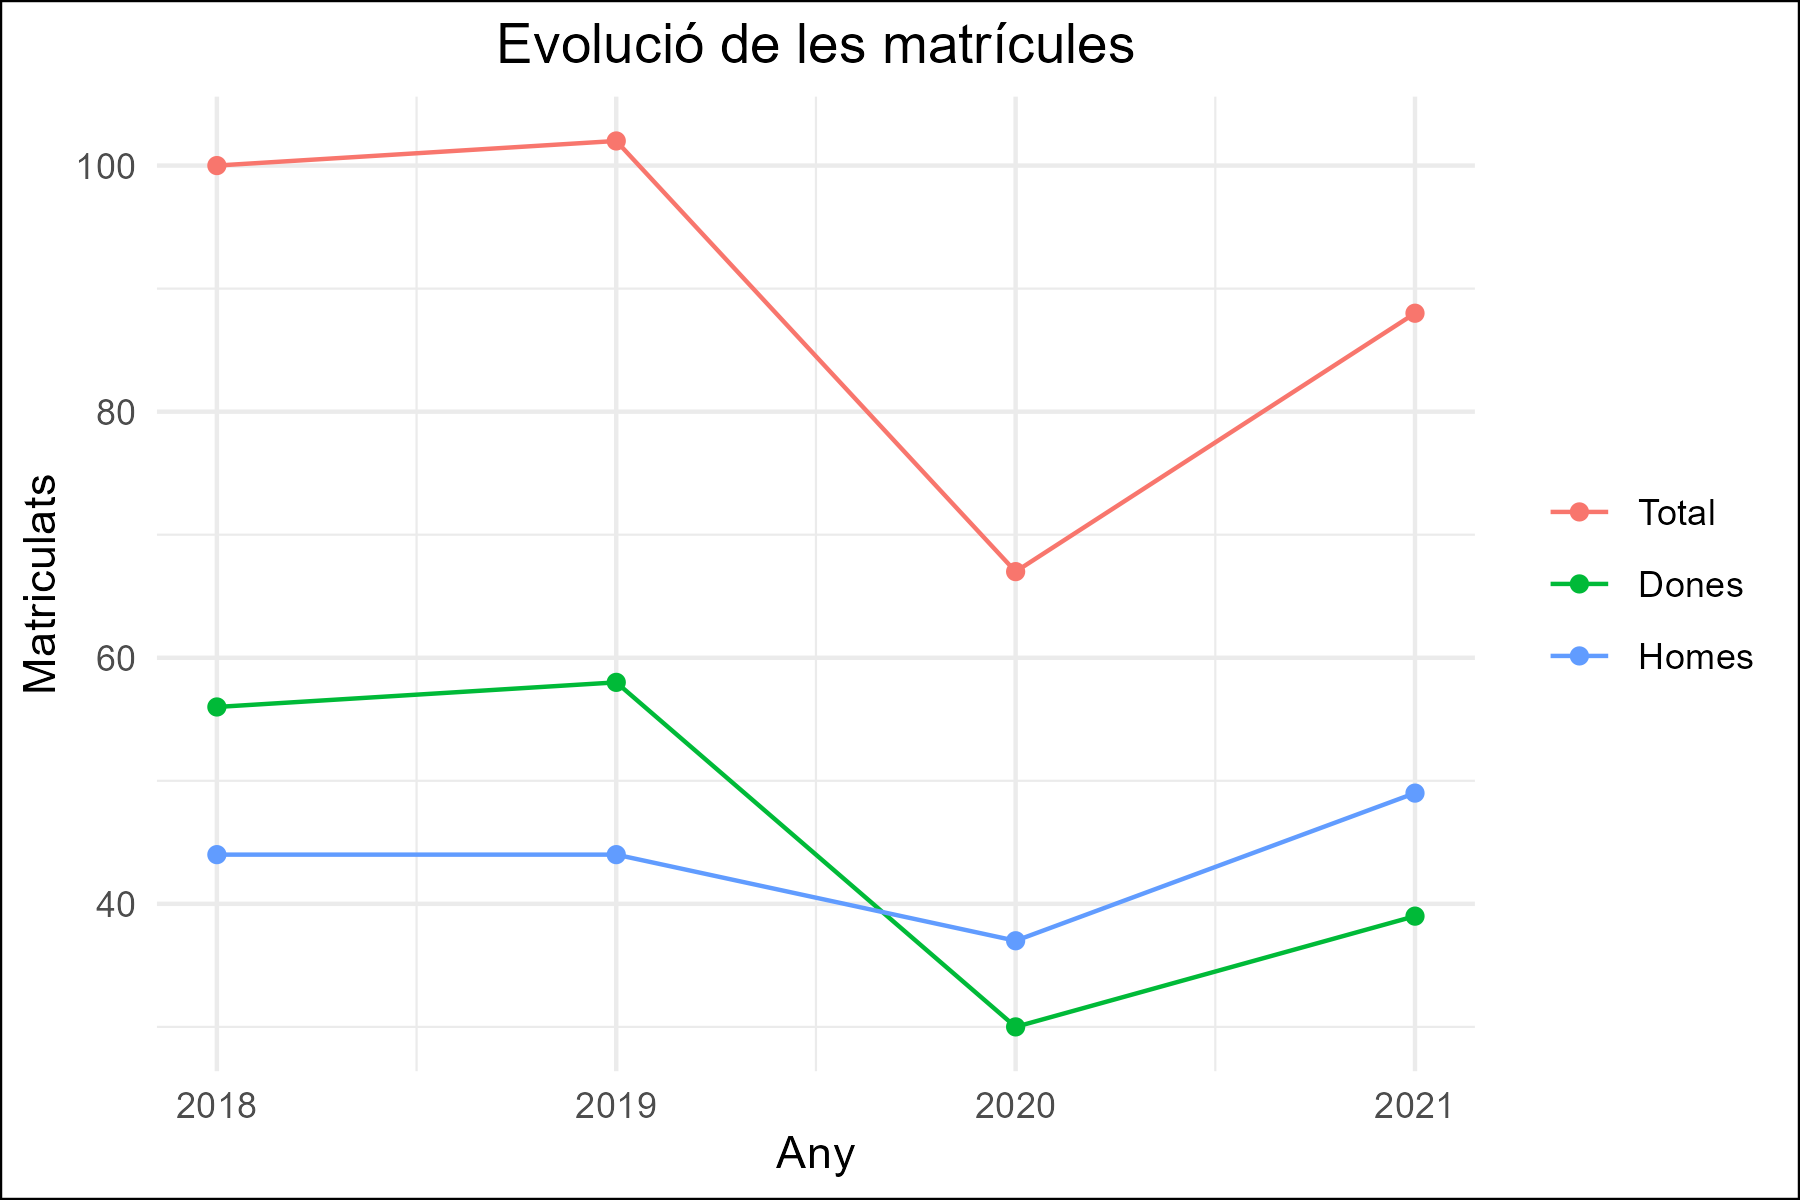 Evolució de les matrícules
Matriculats
100
80
60
40
2018
2019
2020
2021
Any
Total
Dones
Homes